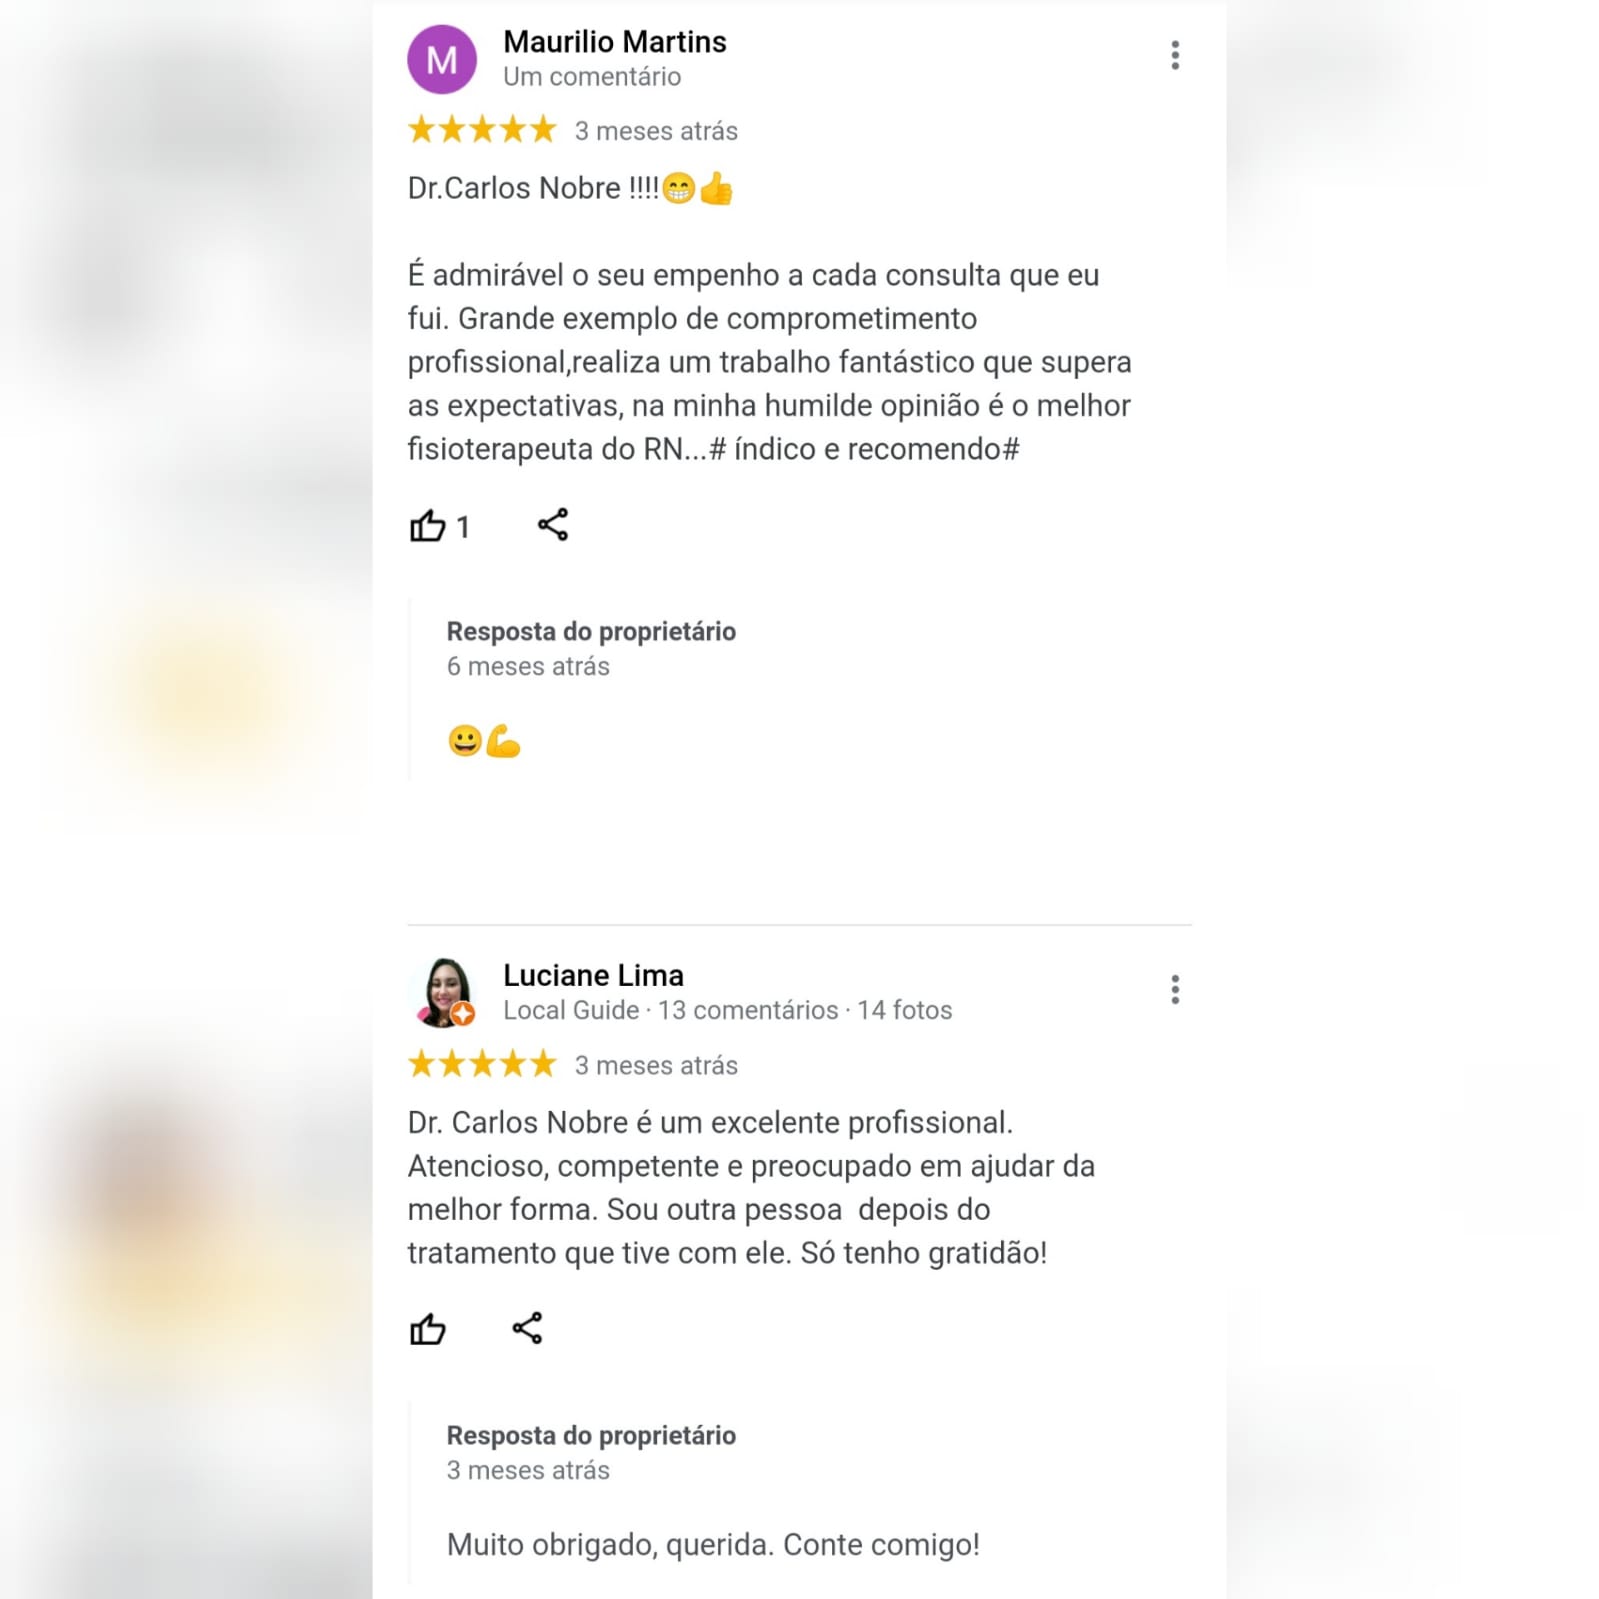 M
Maurilio Martins
Um comentário
3 meses atrás
Dr.Carlos Nobre !!!!😁👍
É admirável o seu empenho a cada consulta que eu
fui. Grande exemplo de comprometimento
profissional,realiza um trabalho fantástico que supera
as expectativas, na minha humilde opinião é o melhor
fisioterapeuta do RN...# índico e recomendo#
1
Resposta do proprietário
6 meses atrás
😀💪
Luciane Lima
Local Guide · 13 comentários · 14 fotos
3 meses atrás
Dr. Carlos Nobre é um excelente profissional.
Atencioso, competente e preocupado em ajudar da
melhor forma. Sou outra pessoa  depois do
tratamento que tive com ele. Só tenho gratidão!
Resposta do proprietário
3 meses atrás
Muito obrigado, querida. Conte comigo!